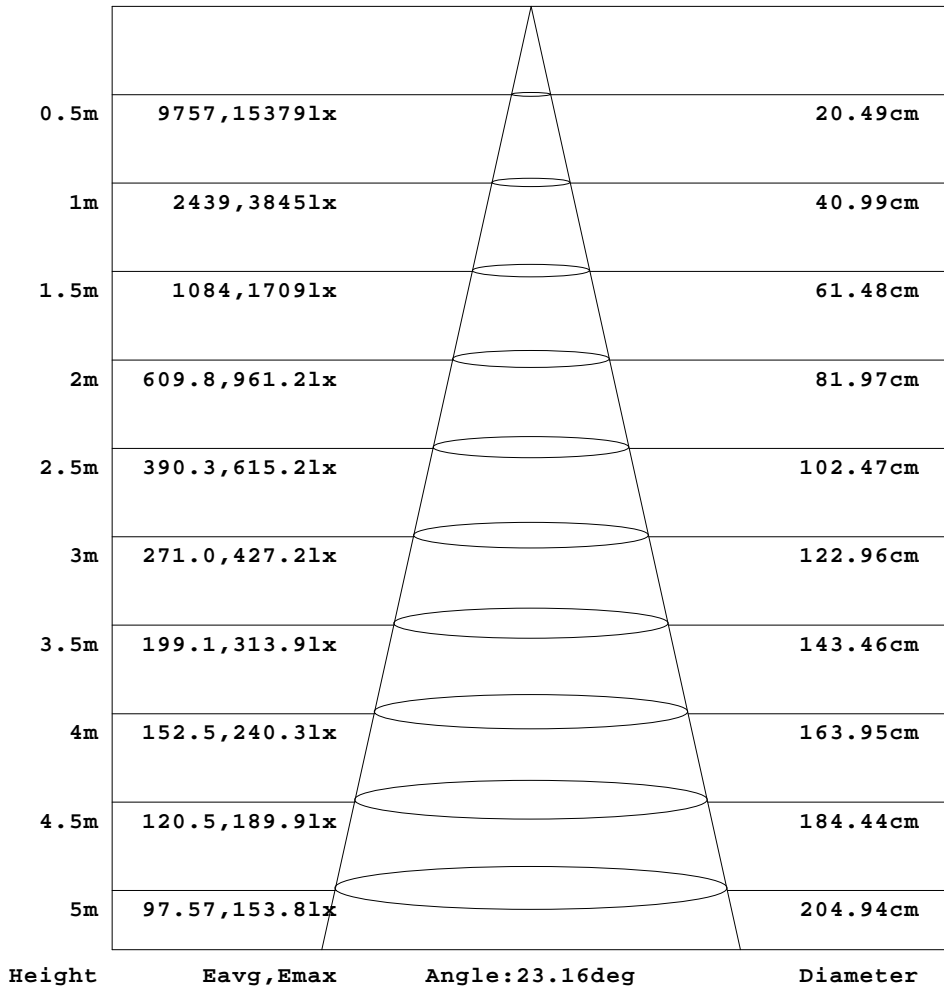 0.5m 9757,15379lx 20.49cm
1m 2439,3845lx 40.99cm
1.5m 1084,1709lx 61.48cm
2m 609.8,961.2lx 81.97cm
2.5m 390.3,615.2lx 102.47cm
3m 271.0,427.2lx 122.96cm
3.5m 199.1,313.9lx 143.46cm
4m 152.5,240.3lx 163.95cm
4.5m 120.5,189.9lx 184.44cm
5m 97.57,153.8lx 204.94cm
Height Eavg,Emax Angle:23.16deg Diameter